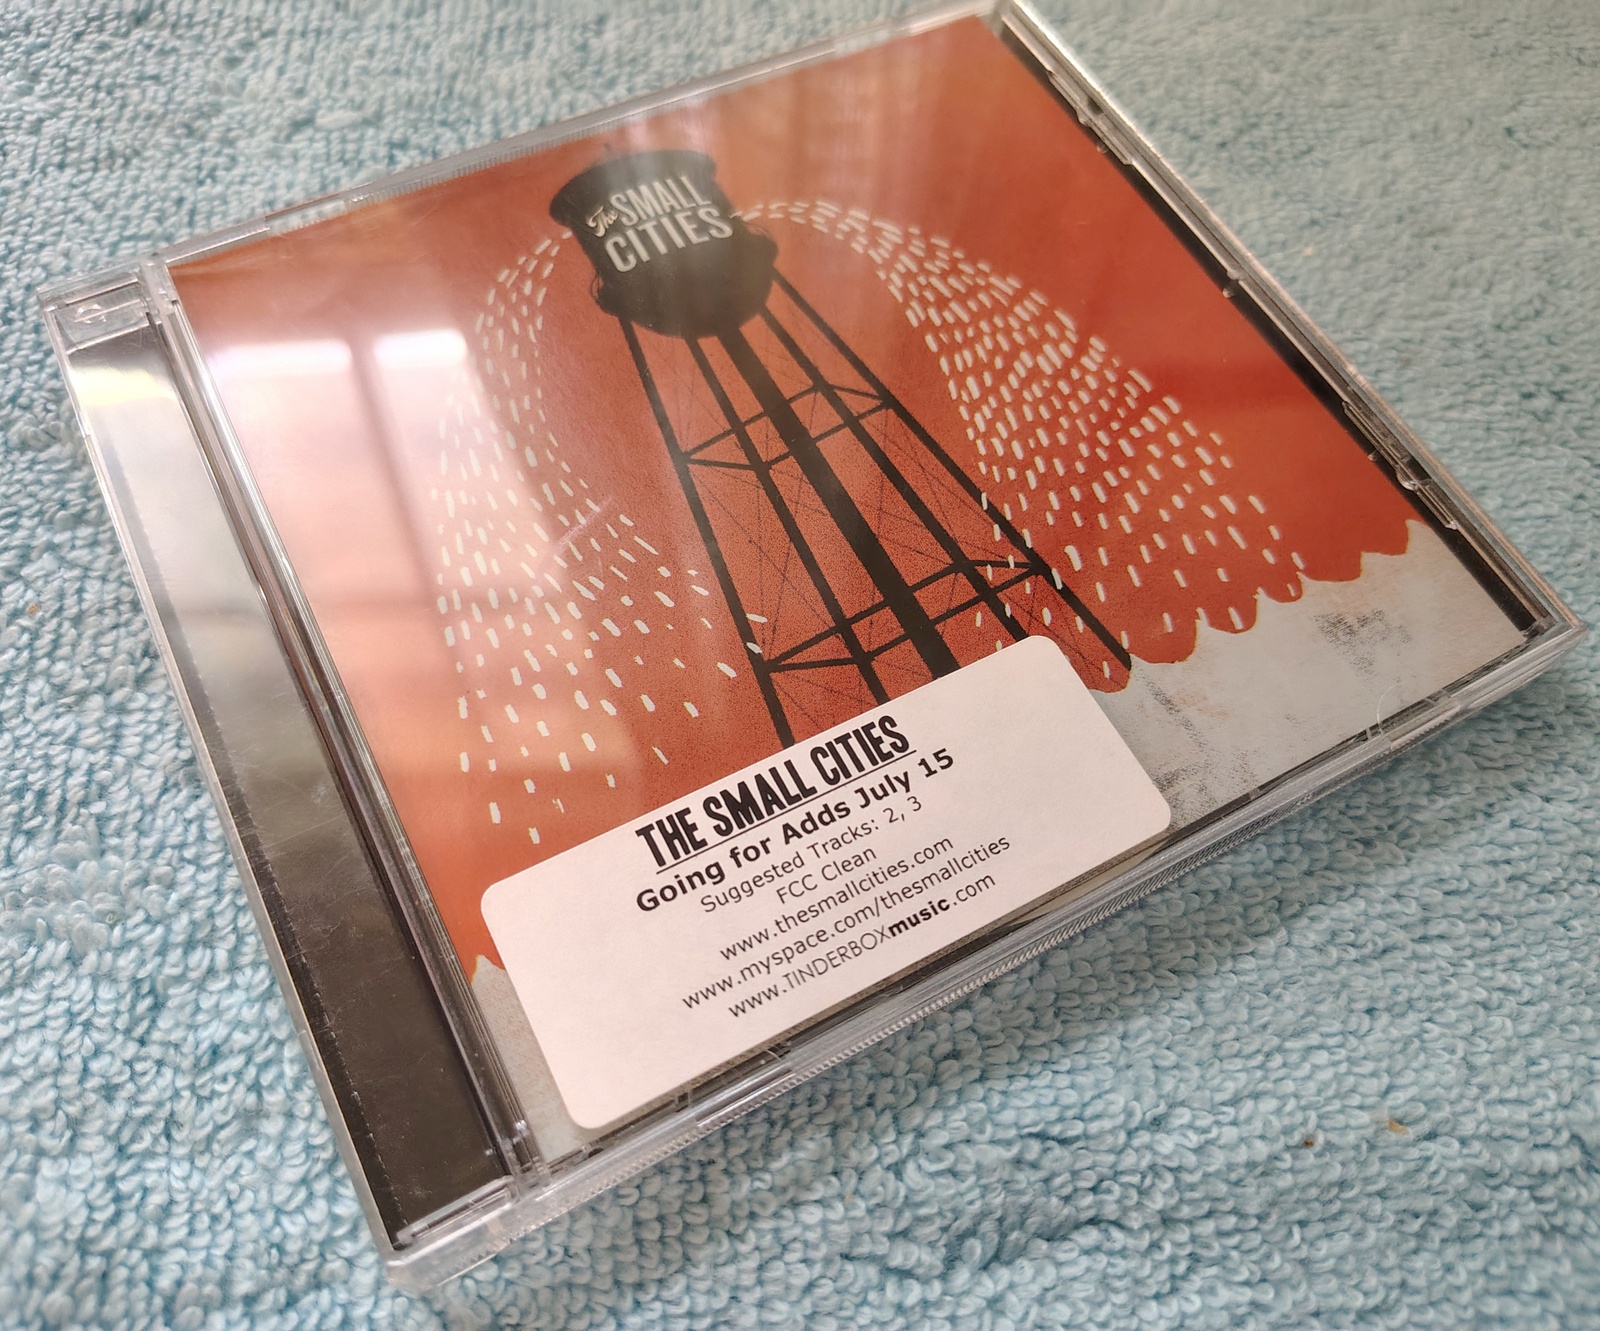 The SMALL
CITIES
THE SMALL CITIES
Going for Adds July 15
Suggested Tracks: 2, 3
FCC Clean
www.thesmallcities.com
www.myspace.com/thesmallcities
www.TINDERBOXmusic.com